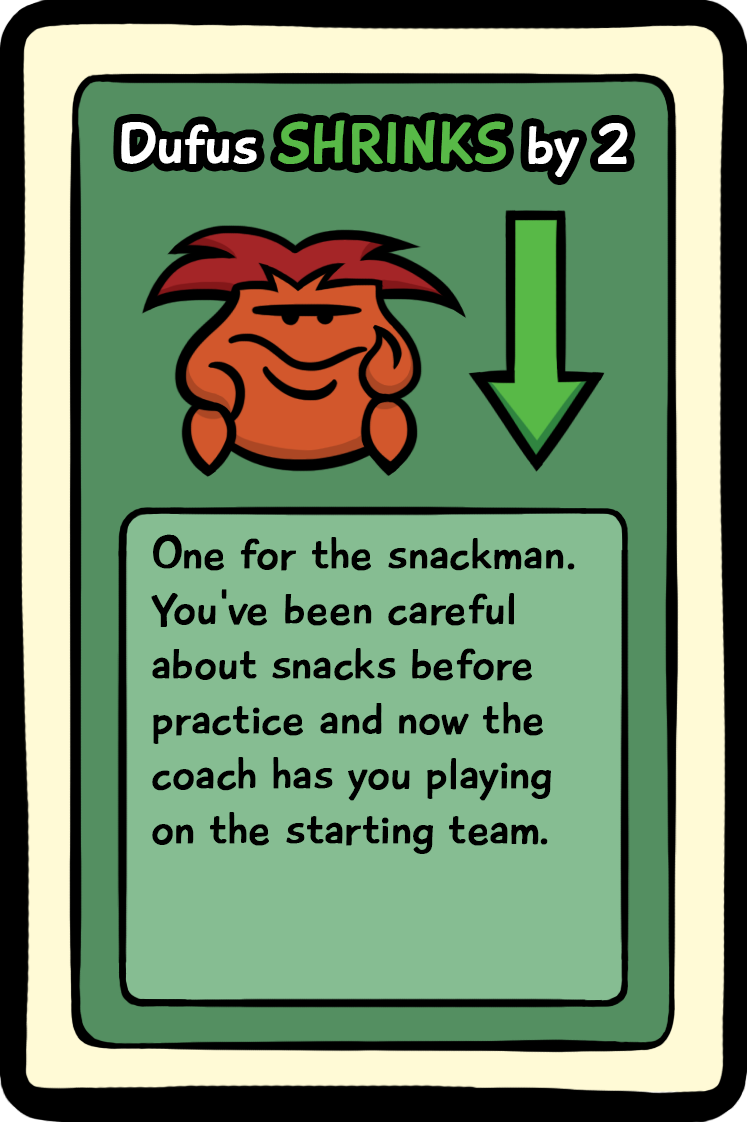 Dufus SHRINKS by 2
One for the snackman.
You've been careful
about snacks before
practice and now the
coach has you playing
on the starting team.